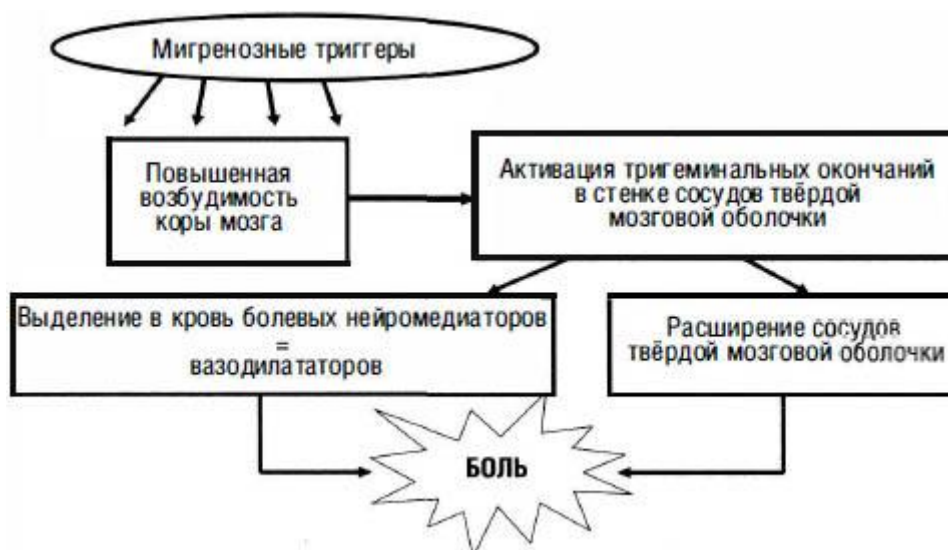 Мигренозные триггеры
Повышенная
возбудимость
коры мозга
Активация тригеминальных окончаний
в стенке сосудов твёрдой
мозговой оболочки
Выделение в кровь болевых нейромедиаторов
=
вазодилататоров
Расширение сосудов
твёрдой мозговой оболочки
БОЛЬ